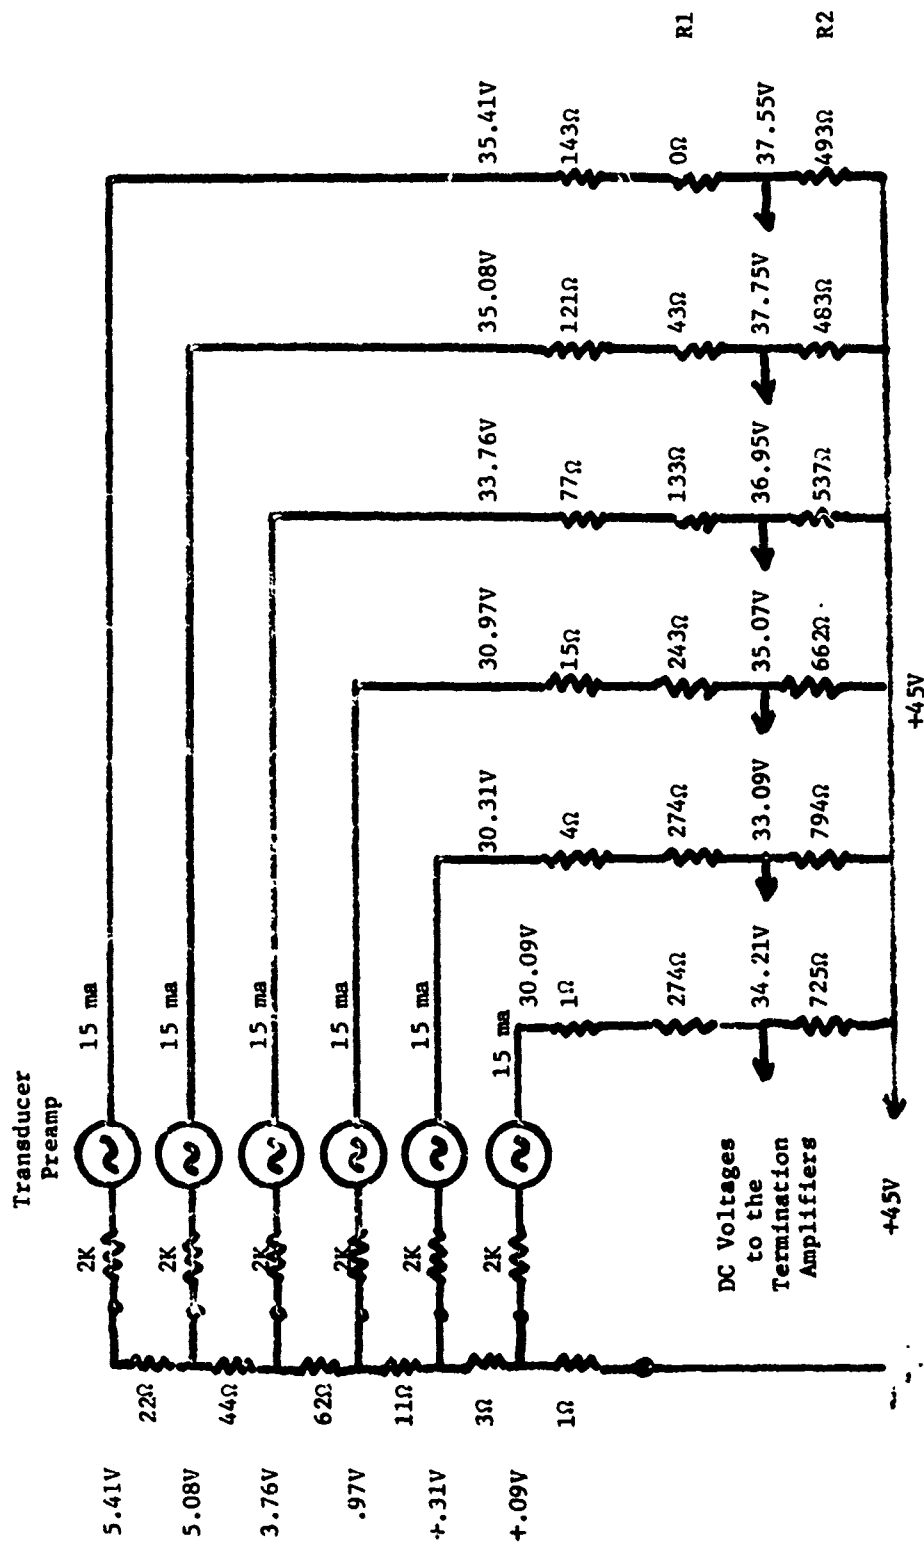 Transducer
Preamp
2K 15 ma
5.41V
22Ω
2K 15 ma
5.08V
44Ω
2K 15 ma
3.76V
62Ω
2K 15 ma
.97V
11Ω
2K 15 ma
+.31V
3Ω
2K 15 ma 30.31V 30.97V 33.76V 35.08V 35.41V
+.09V 30.09V
1Ω 1Ω 4Ω 15Ω 77Ω 121Ω 143Ω
274Ω 274Ω 243Ω 133Ω 43Ω 0Ω R1
DC Voltages
to the
Termination
Amplifiers
34.21V 33.09V 35.07V 36.95V 37.75V 37.55V
725Ω 794Ω 662Ω 537Ω 483Ω 493Ω R2
+45V
+45V